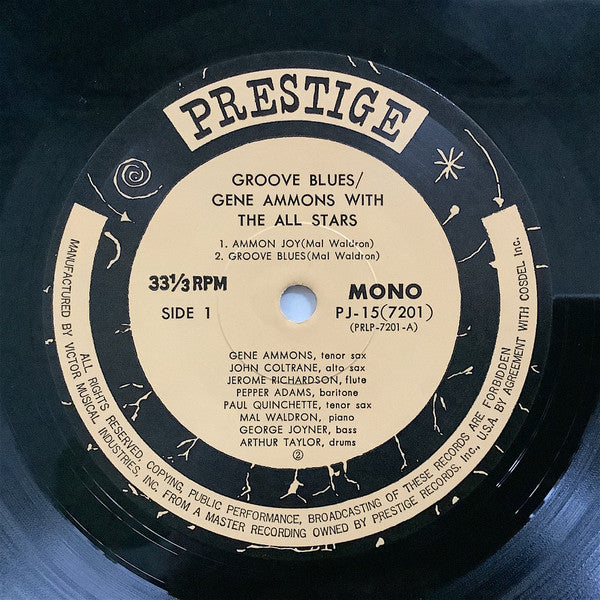 PRESTIGE
GROOVE BLUES/
GENE AMMONS WITH
THE ALL STARS
1. AMMON JOY(Mal Waldron)
2. GROOVE BLUES(Mal Waldron)
33⅓ RPM
MONO
SIDE 1
PJ-15(7201)
(PRLP-7201-A)
GENE AMMONS, tenor sax
JOHN COLTRANE, alto sax
JEROME RICHARDSON, flute
PEPPER ADAMS, baritone
PAUL QUINCHETTE, tenor sax
MAL WALDRON, piano
GEORGE JOYNER, bass
ARTHUR TAYLOR, drums
②
MANUFACTURED BY VICTOR MUSICAL INDUSTRIES, INC. FROM A MASTER RECORDING OWNED BY PRESTIGE RECORDS. Inc., U.S.A. BY AGREEMENT WITH COSDEL Inc.
ALL RIGHTS RESERVED, COPYING, PUBLIC PERFORMANCE, BROADCASTING OF THESE RECORDS ARE FORBIDDEN